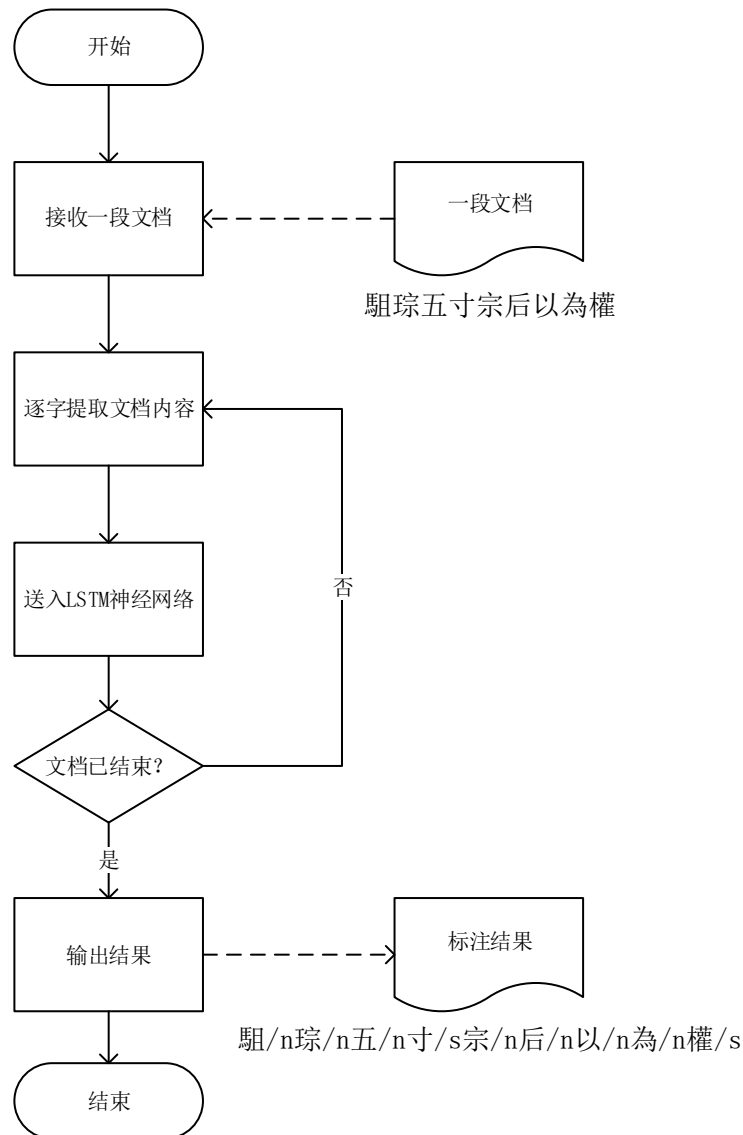 开始
接收一段文档
一段文档
駔琮五寸宗后以為權
逐字提取文档内容
送入LSTM神经网络
否
文档已结束?
是
输出结果
标注结果
駔/n琮/n五/n寸/s宗/n后/n以/n為/n權/s
结束